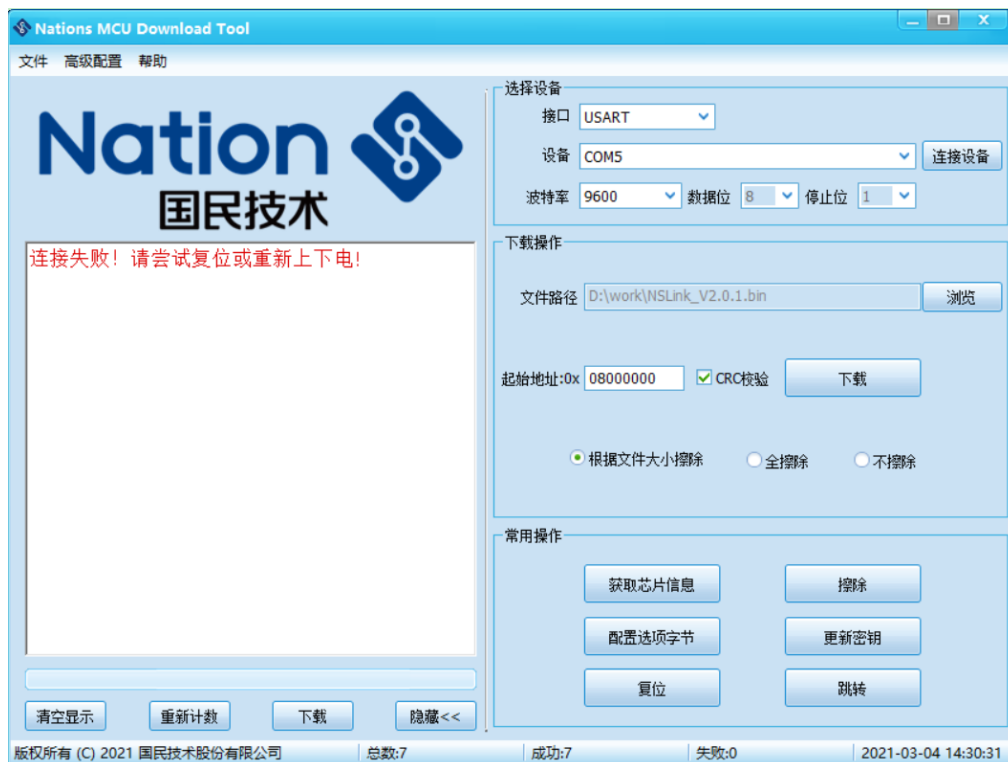 Nations MCU Download Tool
文件 高级配置 帮助
Nation
国民技术
连接失败！请尝试复位或重新上下电!
选择设备
接口 USART
设备 COM5 连接设备
波特率 9600 数据位 8 停止位 1
下载操作
文件路径 D:\work\NSLink_V2.0.1.bin 浏览
起始地址:0x 08000000 CRC校验 下载
根据文件大小擦除 全擦除 不擦除
常用操作
获取芯片信息 擦除
配置选项字节 更新密钥
复位 跳转
清空显示 重新计数 下载 隐藏<<
版权所有 (C) 2021 国民技术股份有限公司 总数:7 成功:7 失败:0 2021-03-04 14:30:31